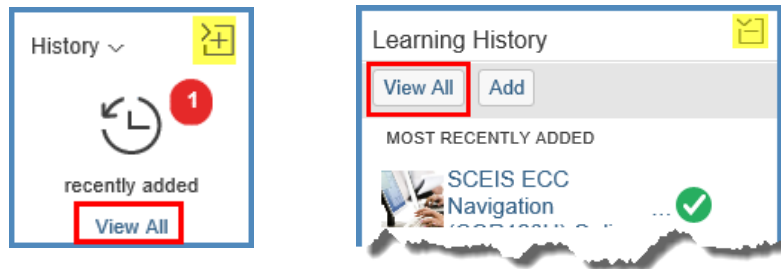 History
1
recently added
View All
Learning History
View All Add
MOST RECENTLY ADDED
SCEIS ECC
Navigation ...